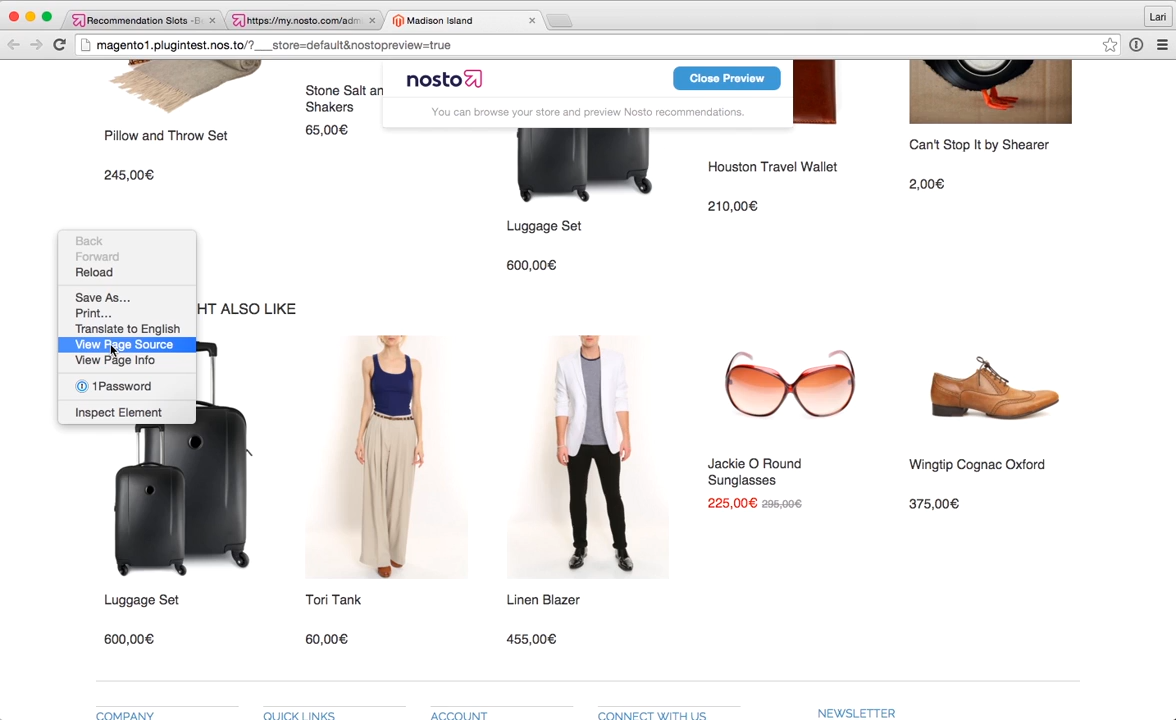 Recommendation Slots - B
https://my.nosto.com/adm
Madison Island
Lari
magento1.plugintest.nos.to/?___store=default&nostopreview=true
nosto
Close Preview
You can browse your store and preview Nosto recommendations.
Pillow and Throw Set
245,00€
Stone Salt an
Shakers
65,00€
Luggage Set
600,00€
Houston Travel Wallet
210,00€
Can't Stop It by Shearer
2,00€
Back
Forward
Reload
Save As...
Print...
Translate to English
View Page Source
View Page Info
1Password
Inspect Element
HT ALSO LIKE
Luggage Set
600,00€
Tori Tank
60,00€
Linen Blazer
455,00€
Jackie O Round
Sunglasses
225,00€ 295,00€
Wingtip Cognac Oxford
375,00€
COMPANY
QUICK LINKS
ACCOUNT
CONNECT WITH US
NEWSLETTER